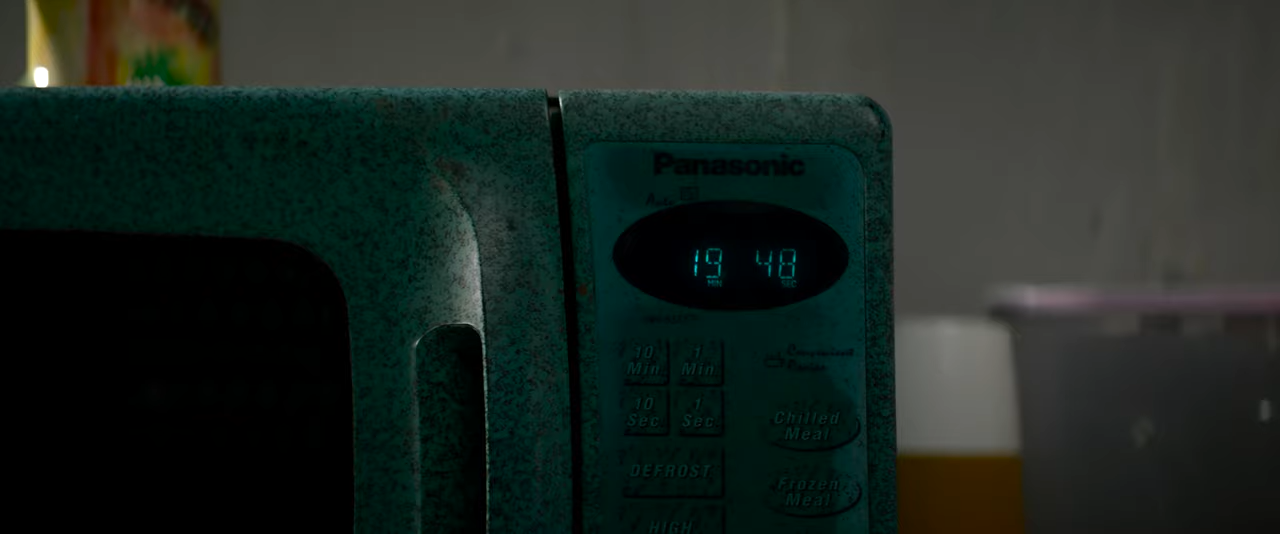 Panasonic
Auto
19 48
MIN SEC
10 Min 1 Min
10 Sec 1 Sec
Chilled Meal
DEFROST
Frozen Meal
HIGH